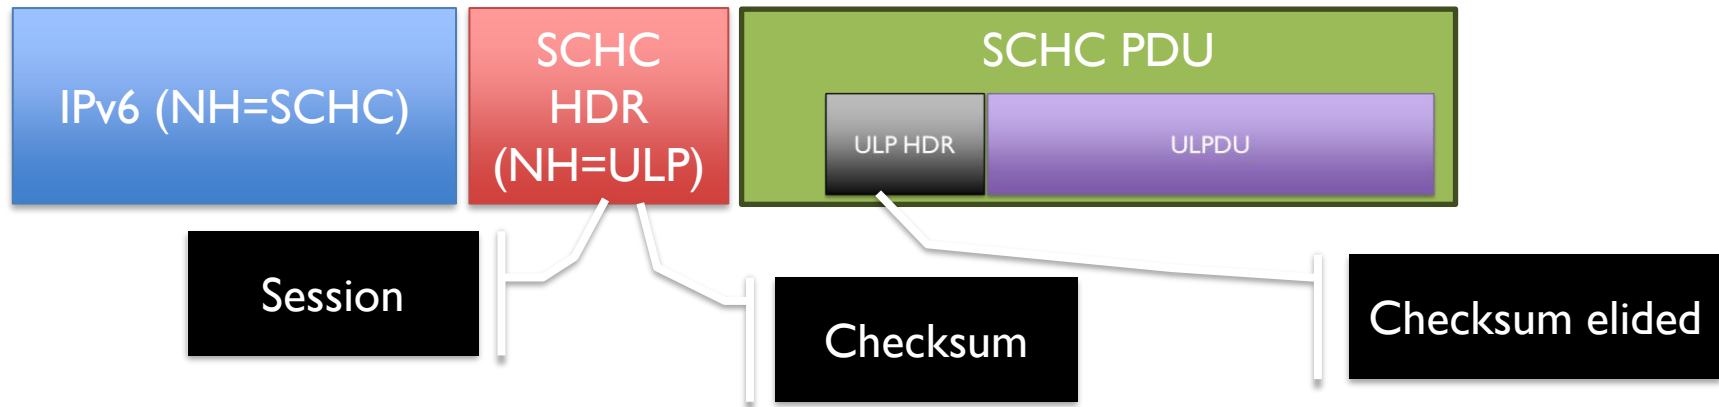 IPv6 (NH=SCHC)
SCHC
HDR
(NH=ULP)
SCHC PDU
ULP HDR
ULPDU
Session
Checksum
Checksum elided